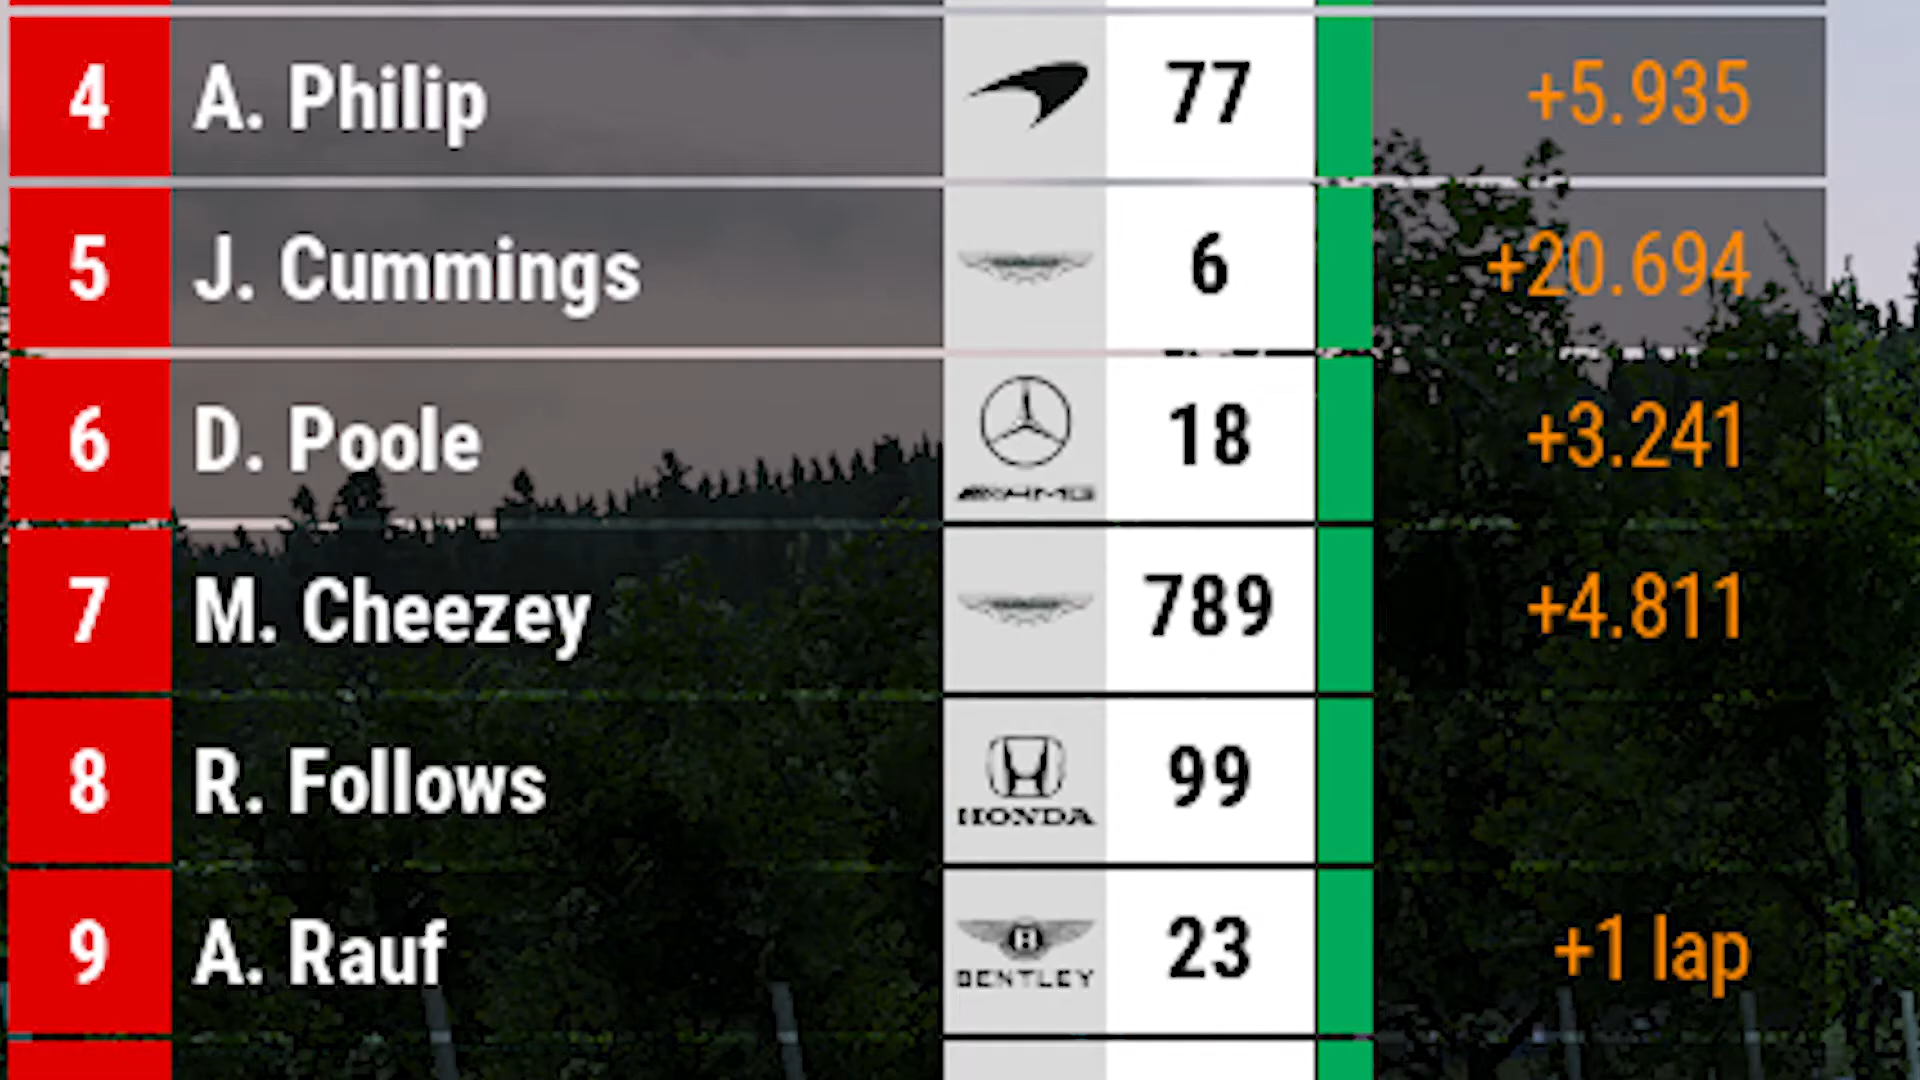 4 A. Philip 77 +5.935
5 J. Cummings 6 +20.694
6 D. Poole AMG 18 +3.241
7 M. Cheezey 789 +4.811
8 R. Follows HONDA 99
9 A. Rauf B BENTLEY 23 +1 lap